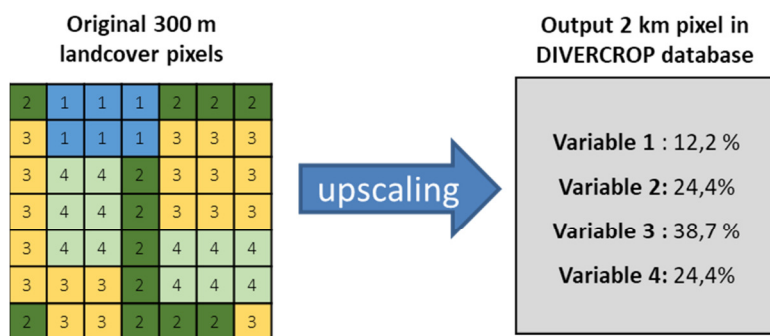 Original 300 m
landcover pixels
2 1 1 1 2 2 2
3 1 1 1 3 3 3
3 4 4 2 3 3 3
3 4 4 2 3 3 3
3 4 4 2 4 4 4
3 3 3 2 4 4 4
2 3 3 2 2 2 3
upscaling
Output 2 km pixel in
DIVERCROP database
Variable 1 : 12,2 %
Variable 2: 24,4%
Variable 3 : 38,7 %
Variable 4: 24,4%